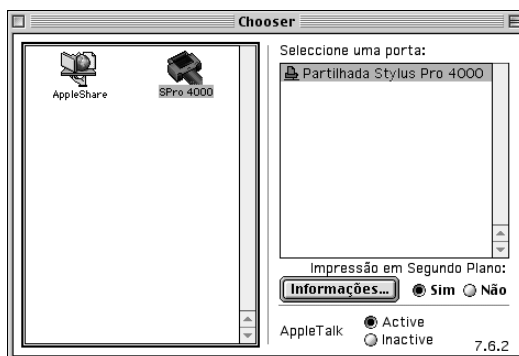 Chooser
AppleShare
SPro 4000
Seleccione uma porta:
Partilhada Stylus Pro 4000
Impressão em Segundo Plano:
Informações... Sim Não
AppleTalk
Active
Inactive
7.6.2